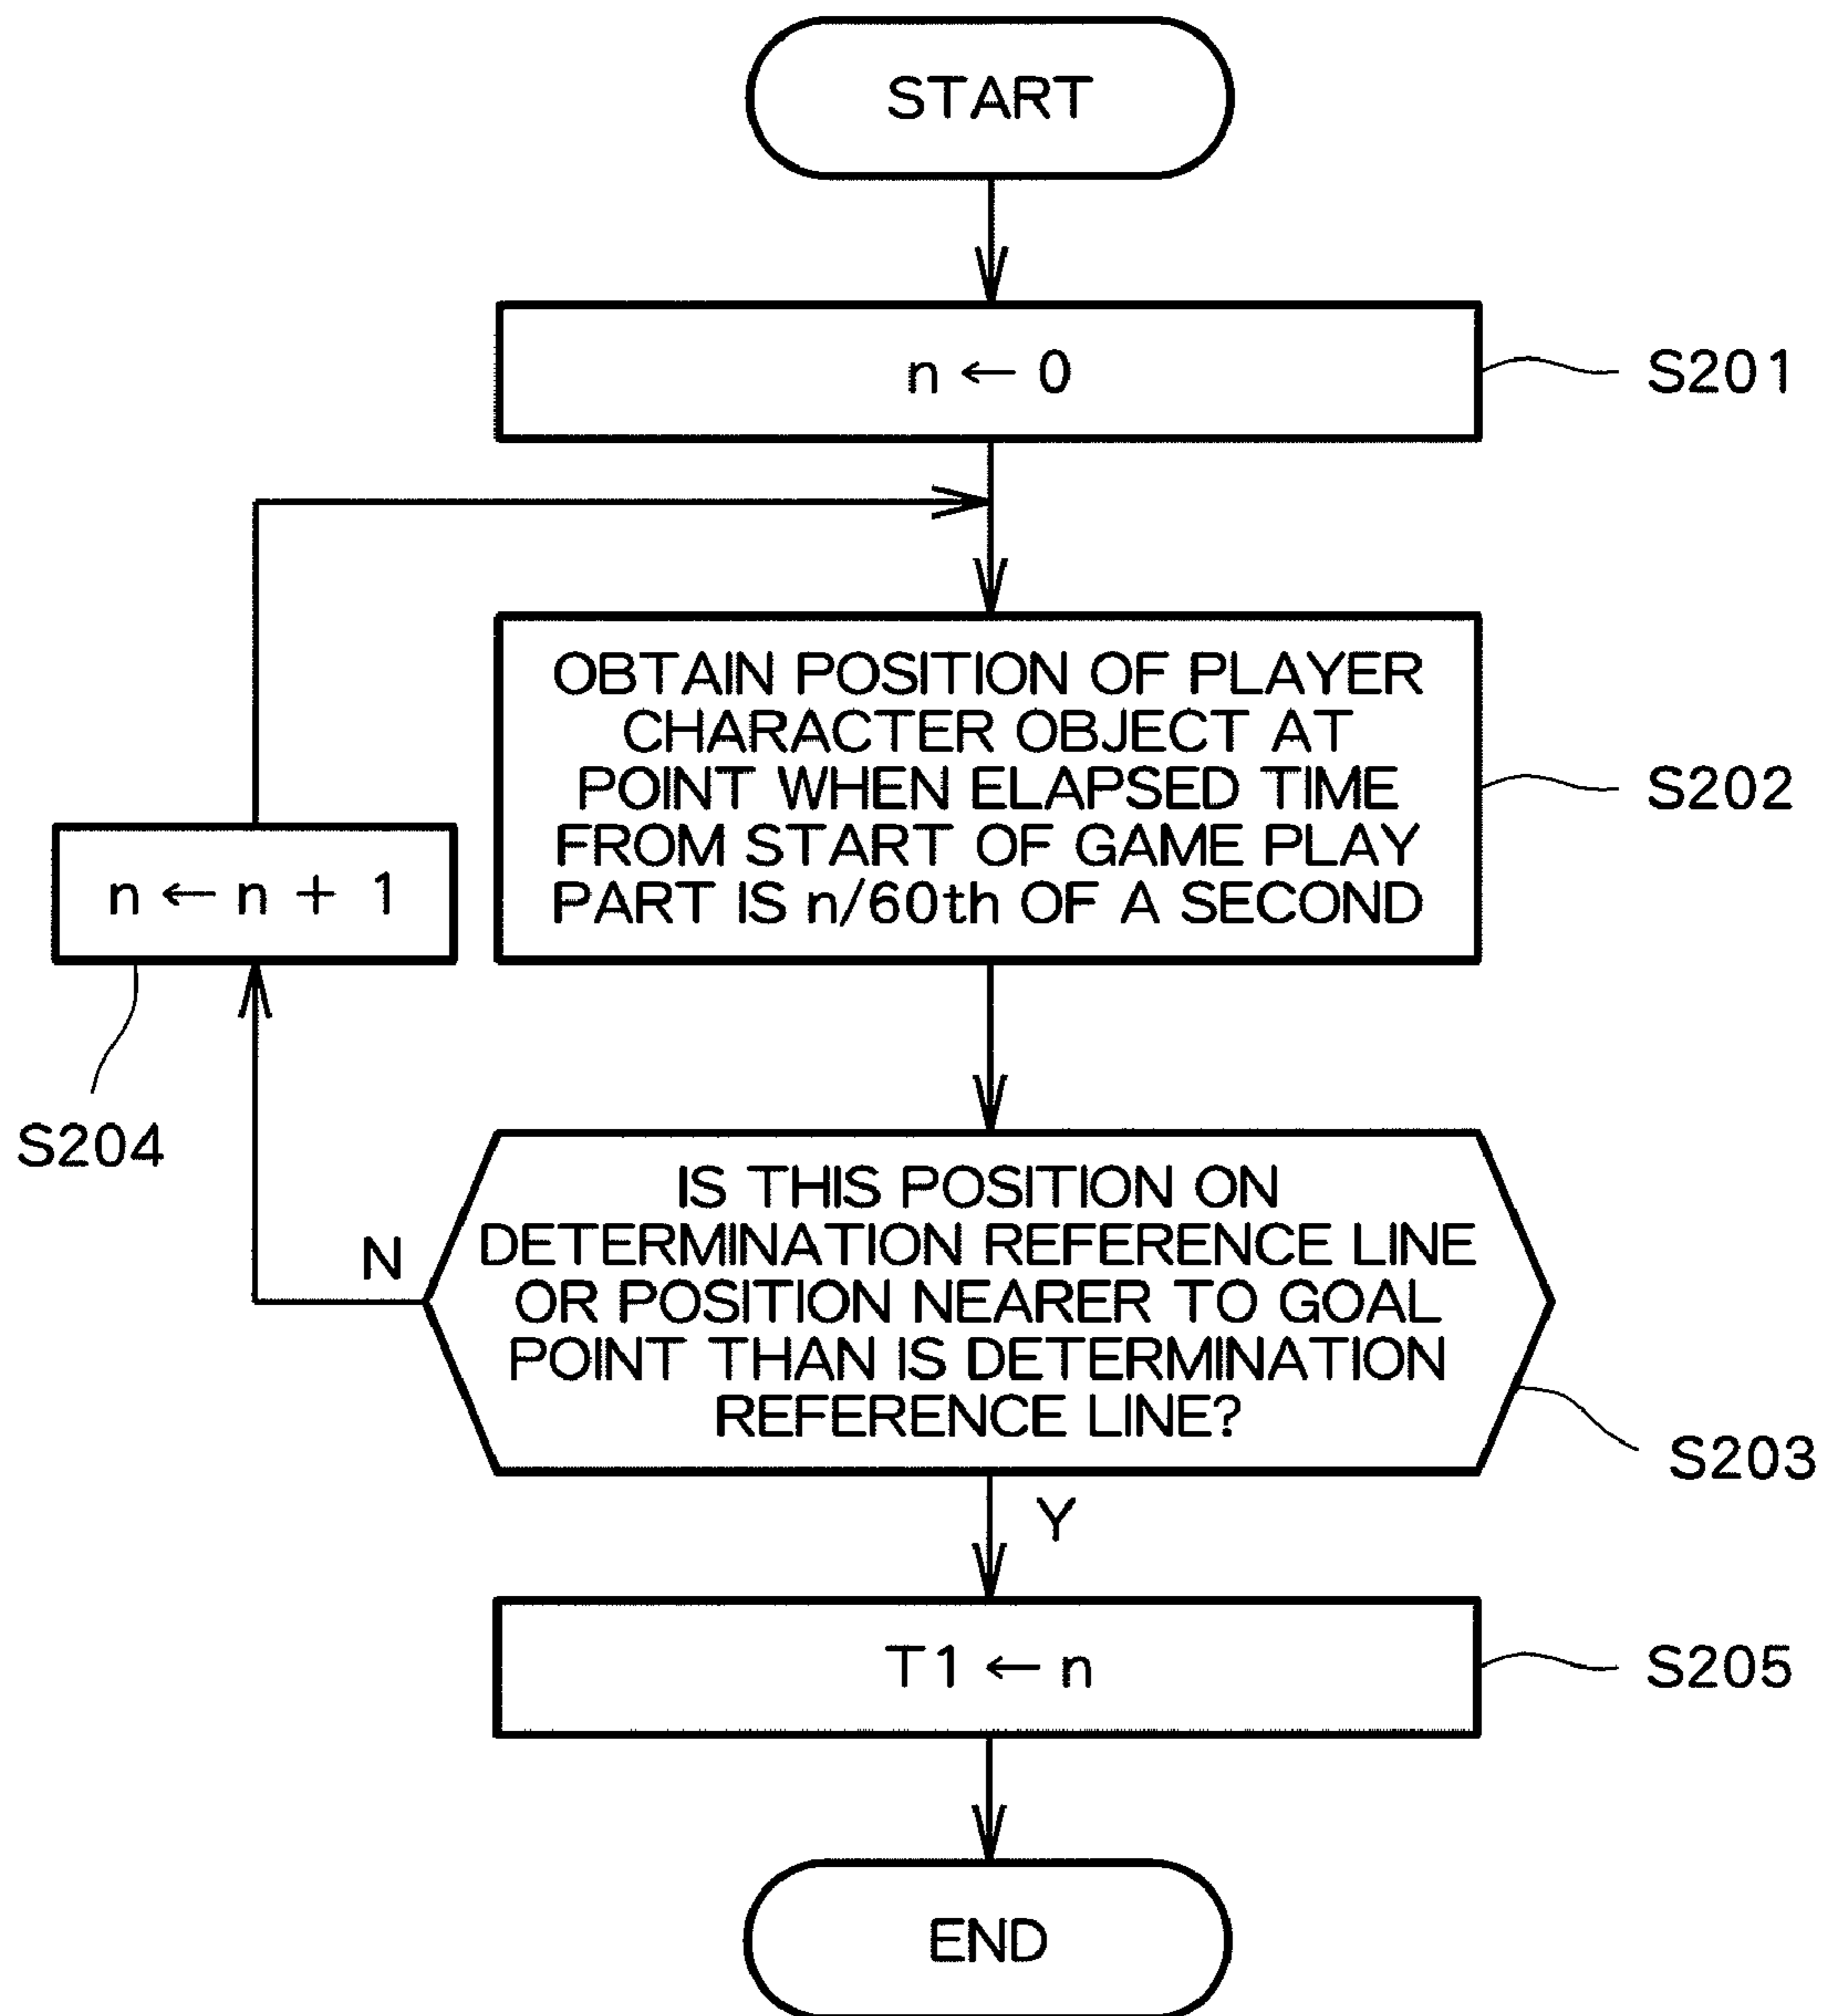 START
n ← 0
S201
OBTAIN POSITION OF PLAYER
CHARACTER OBJECT AT
POINT WHEN ELAPSED TIME
FROM START OF GAME PLAY
PART IS n/60th OF A SECOND
S202
n ← n + 1
S204
IS THIS POSITION ON
DETERMINATION REFERENCE LINE
OR POSITION NEARER TO GOAL
POINT THAN IS DETERMINATION
REFERENCE LINE?
N
S203
Y
T1 ← n
S205
END